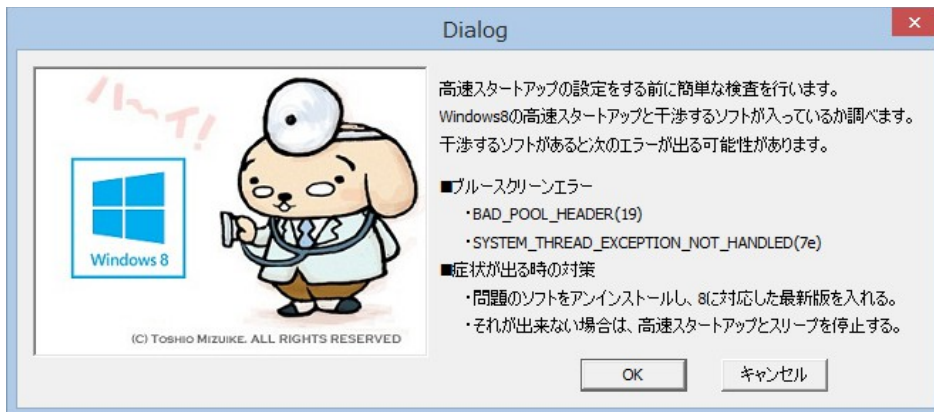 Dialog
ハ〜イ!
Windows 8
(C) TOSHIO MIZUIKE. ALL RIGHTS RESERVED
高速スタートアップの設定をする前に簡単な検査を行います。
Windows8の高速スタートアップと干渉するソフトが入っているか調べます。
干渉するソフトがあると次のエラーが出る可能性があります。
■ブルースクリーンエラー
・BAD_POOL_HEADER(19)
・SYSTEM_THREAD_EXCEPTION_NOT_HANDLED(7e)
■症状が出る時の対策
・問題のソフトをアンインストールし、8に対応した最新版を入れる。
・それが出来ない場合は、高速スタートアップとスリープを停止する。
OK
キャンセル